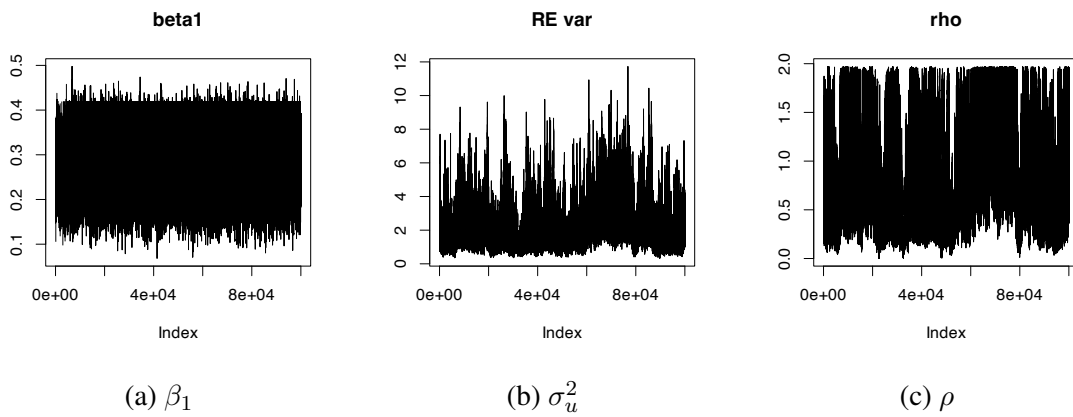 beta1
0.5
0.4
0.3
0.2
0.1
0e+00 4e+04 8e+04
Index
(a) β₁
RE var
12
10
8
6
4
2
0
0e+00 4e+04 8e+04
Index
(b) σ²ᵤ
rho
2.0
1.5
1.0
0.5
0.0
0e+00 4e+04 8e+04
Index
(c) ρ